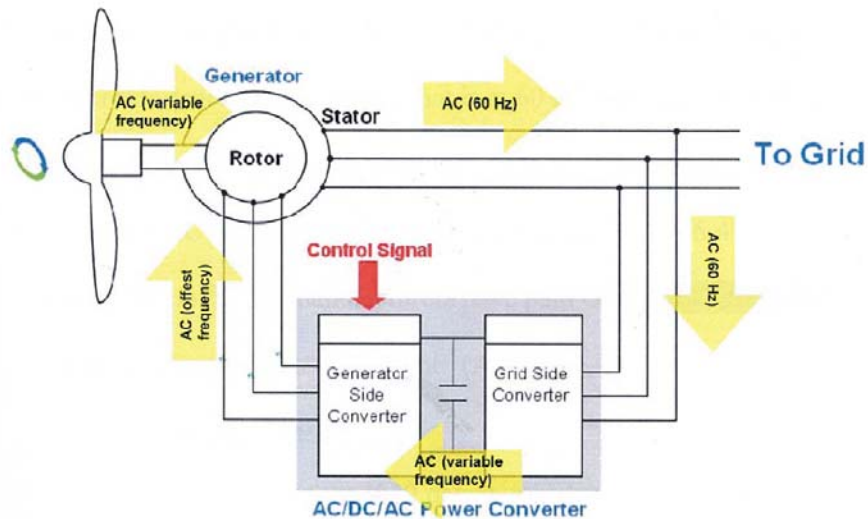 Generator
AC (variable
frequency)
AC (60 Hz)
Stator
Rotor
To Grid
AC (60 Hz)
Control Signal
AC (offest
frequency)
Generator
Side
Converter
Grid Side
Converter
AC (variable
frequency)
AC/DC/AC Power Converter